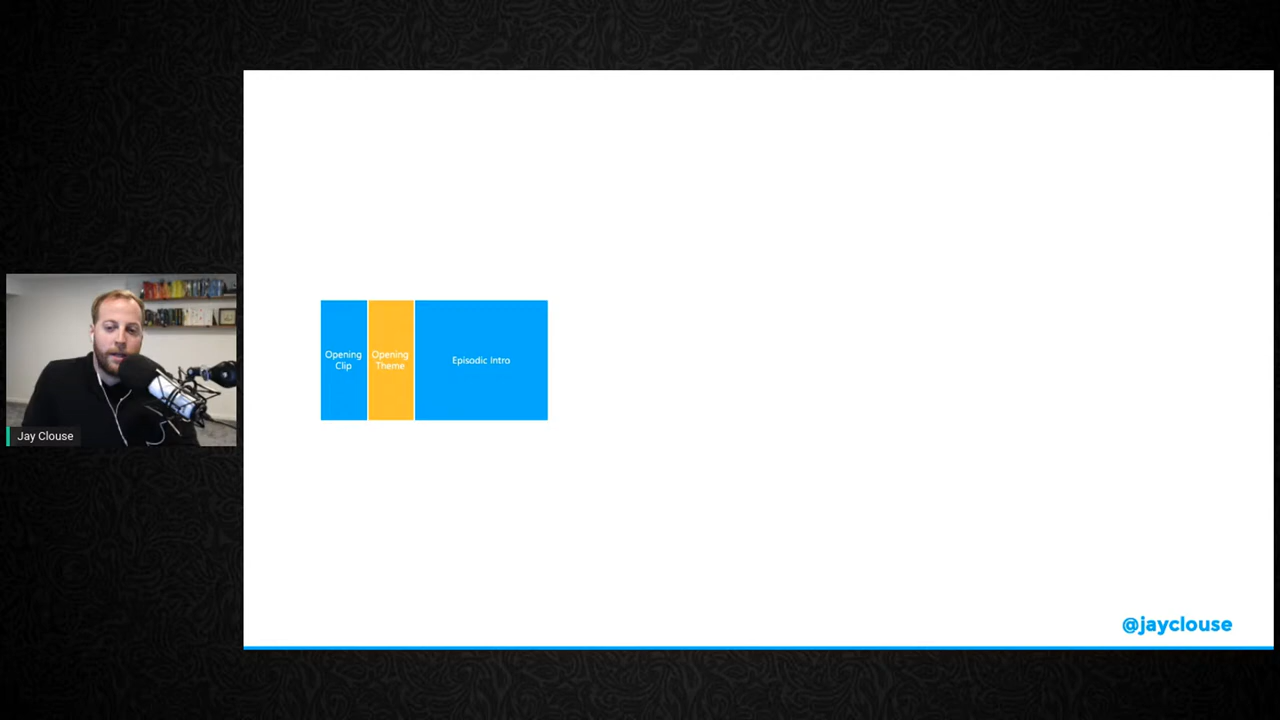 Opening
Clip
Opening
Theme
Episodic Intro
Jay Clouse
@jayclouse